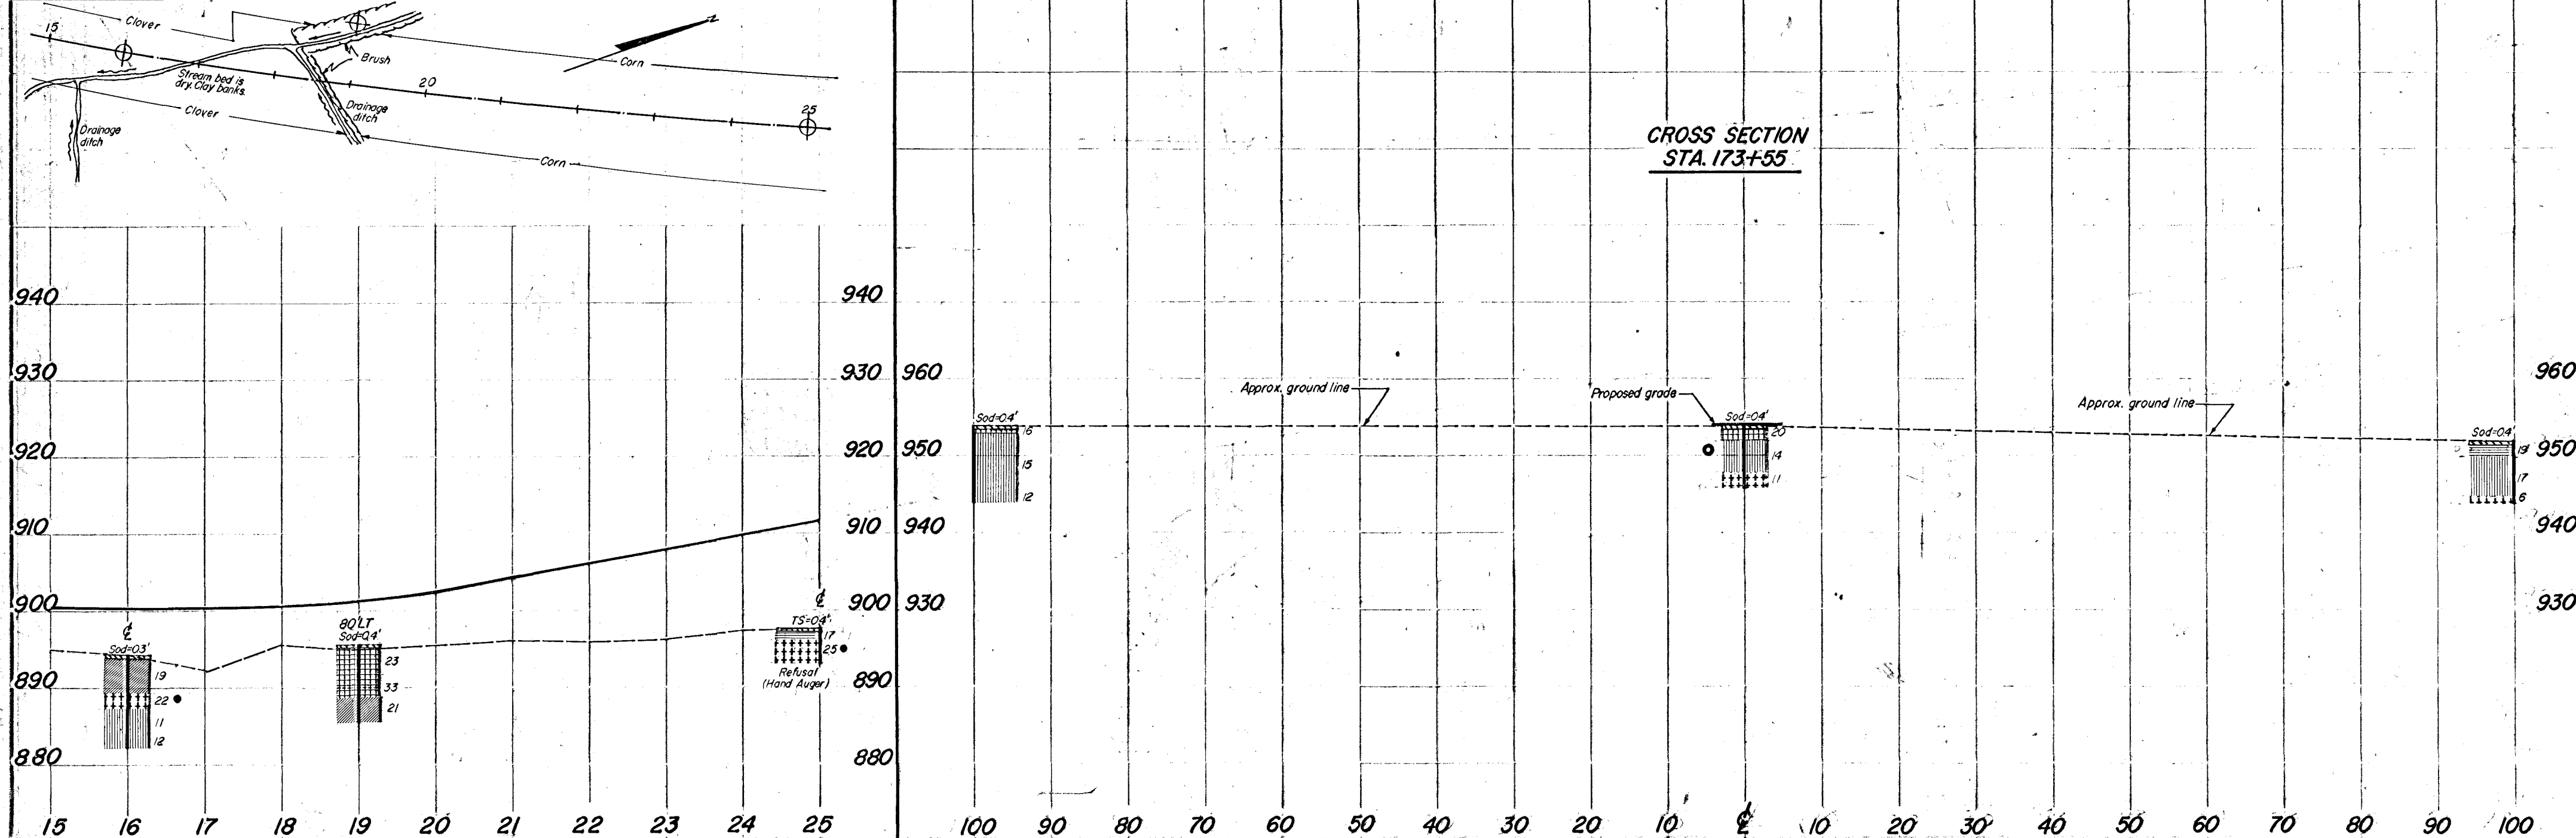 15
Clover
Brush
Corn
Stream bed is
dry. Clay banks.
20
Clover
Drainage
ditch
25
Drainage
ditch
Corn
CROSS SECTION
STA. 173+55
940 940
930 930 960 960
Approx. ground line
Proposed grade
Approx. ground line
Sod=0.4' Sod=0.4' Sod=0.4'
16 20 19
920 920 950 950
15 14 17
12 11 6
910 910 940 940
900 900 930 930
℄ 80'LT ℄
Sod=0.3' Sod=0.4' TS=0.4'
17
23 25
19
Refusal
(Hand Auger)
890 33 890
22 21
11
12
880 880
15 16 17 18 19 20 21 22 23 24 25 100 90 80 70 60 50 40 30 20 10 ℄ 10 20 30 40 50 60 70 80 90 100